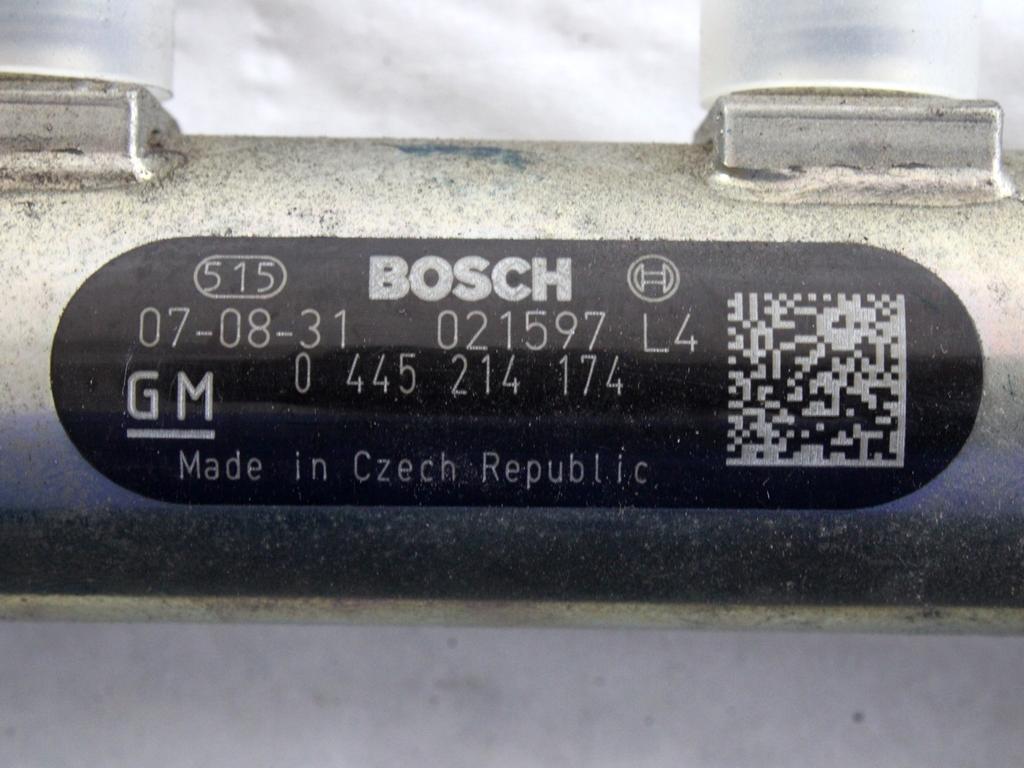 515 BOSCH
07-08-31 021597 L4
0 445 214 174
GM
Made in Czech Republic